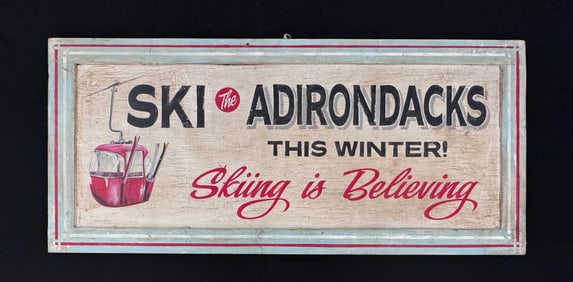 SKI The ADIRONDACKS
THIS WINTER!
Skiing is Believing